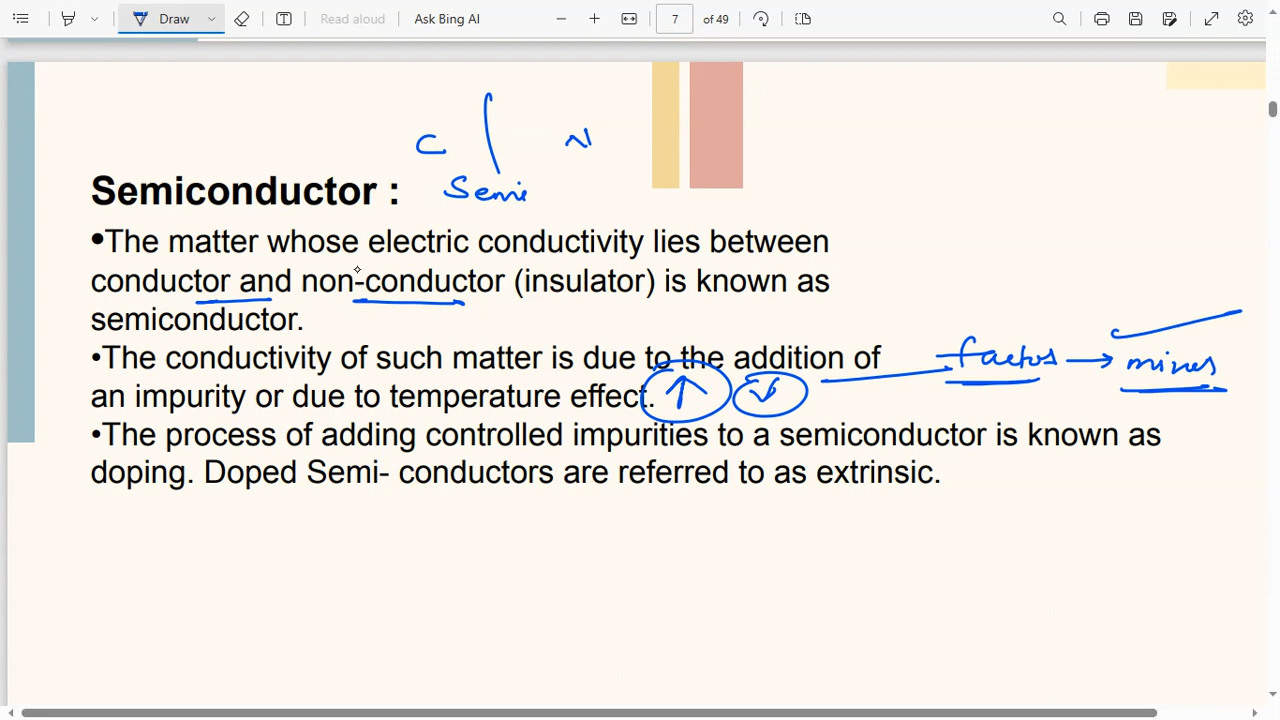 Draw
Read aloud
Ask Bing AI
7
of 49
C
N
Semiconductor :
Semi
•The matter whose electric conductivity lies between
conductor and non-conductor (insulator) is known as
semiconductor.
•The conductivity of such matter is due to the addition of
factos → mines
an impurity or due to temperature effect.
•The process of adding controlled impurities to a semiconductor is known as
doping. Doped Semi- conductors are referred to as extrinsic.